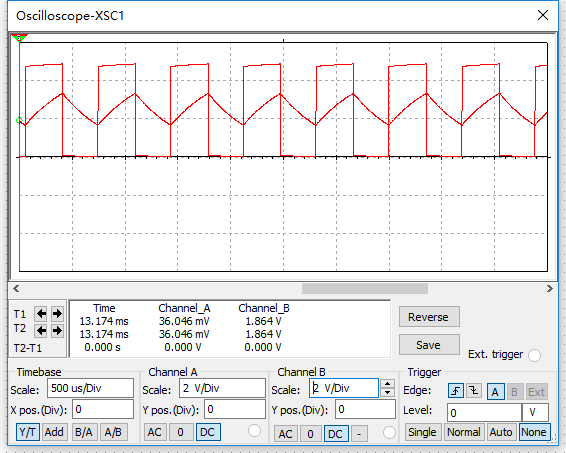 Oscilloscope-XSC1
T1
T2
T2-T1
Time Channel_A Channel_B
13.174 ms 36.046 mV 1.864 V
13.174 ms 36.046 mV 1.864 V
0.000 s 0.000 V 0.000 V
Reverse
Save
Ext. trigger
Timebase
Scale: 500 us/Div
X pos.(Div): 0
Y/T Add B/A A/B
Channel A
Scale: 2 V/Div
Y pos.(Div): 0
AC 0 DC
Channel B
Scale: 2 V/Div
Y pos.(Div): 0
AC 0 DC -
Trigger
Edge: A B Ext
Level: 0 V
Single Normal Auto None